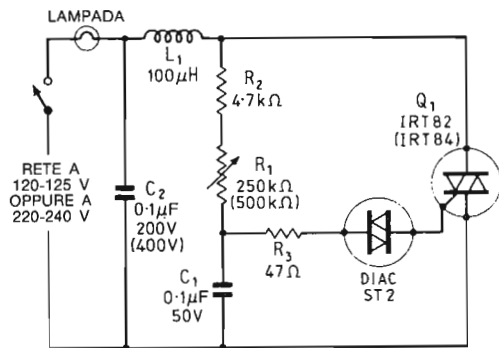 LAMPADA
L1
100µH
R2
4·7kΩ
Q1
IRT82
(IRT84)
RETE A
120-125 V
OPPURE A
220-240 V
C2
0·1µF
200V
(400V)
R1
250kΩ
(500kΩ)
R3
47Ω
C1
0·1µF
50V
DIAC
ST2